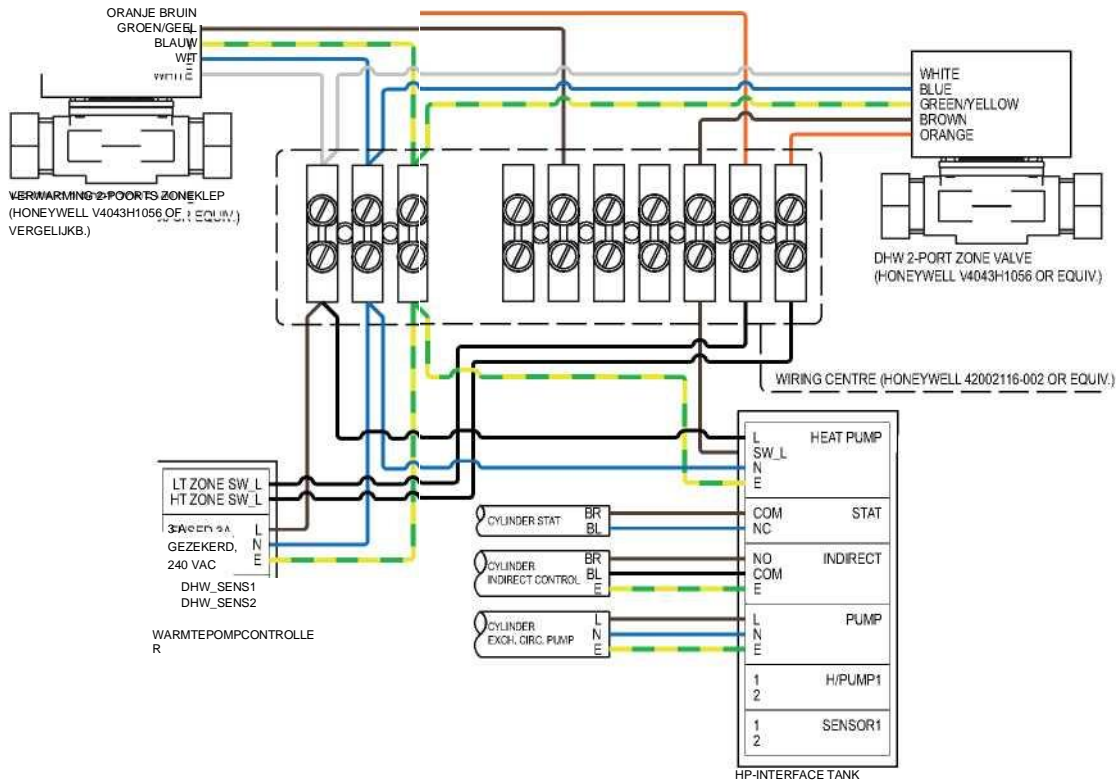 ORANJE BRUIN
GROEN/GEEL
BLAUW
WIT
WHITE
VERWARMING 2-POORTS ZONEKLEP
(HONEYWELL V4043H1056 OF
OR EQUIV.)
VERGELIJKB.)
WHITE
BLUE
GREEN/YELLOW
BROWN
ORANGE
DHW 2-PORT ZONE VALVE
(HONEYWELL V4043H1056 OR EQUIV.)
WIRING CENTRE (HONEYWELL 42002116-002 OR EQUIV.)
LT ZONE SW_L
HT ZONE SW_L
3 A
GEZEKERD,
240 VAC
L
N
E
DHW_SENS1
DHW_SENS2
WARMTEPOMPCONTROLLE
R
L HEAT PUMP
SW_L
N
E
CYLINDER STAT BR
BL
COM STAT
NC
CYLINDER
INDIRECT CONTROL
BR
BL
E
NO INDIRECT
COM
E
CYLINDER
EXCH. CIRC. PUMP
L
N
E
L PUMP
N
E
1 H/PUMP1
2
1 SENSOR1
2
HP-INTERFACE TANK